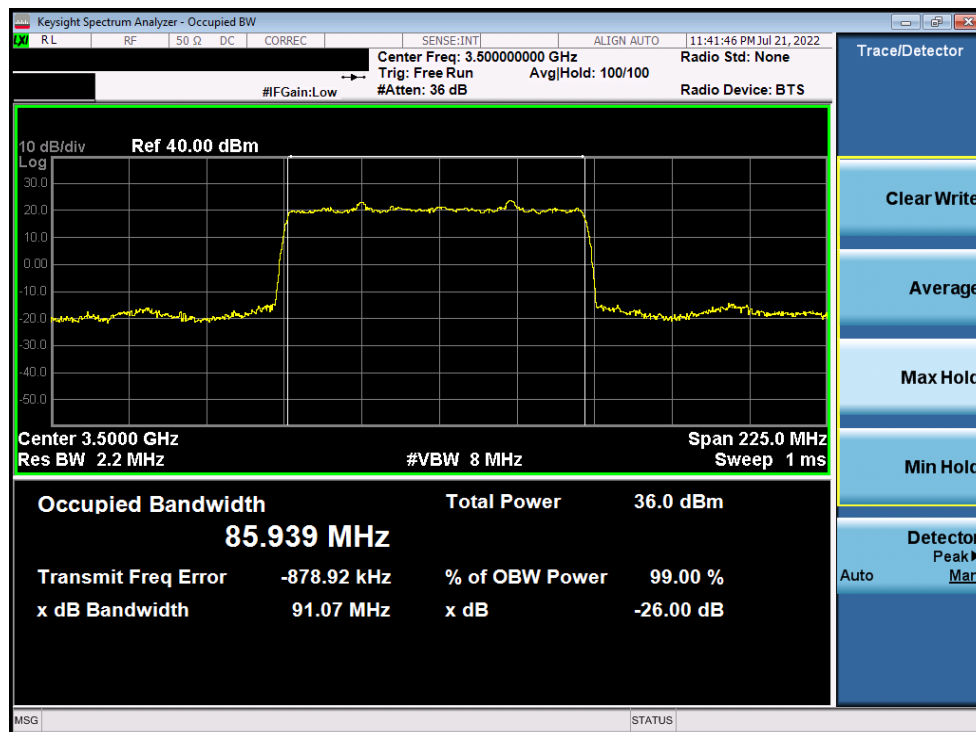 Keysight Spectrum Analyzer - Occupied BW
LXI RL RF 50 Ω DC CORREC SENSE:INT ALIGN AUTO 11:41:46 PM Jul 21, 2022
Center Freq: 3.500000000 GHz Radio Std: None
Trig: Free Run Avg|Hold: 100/100
#IFGain:Low #Atten: 36 dB Radio Device: BTS
10 dB/div Ref 40.00 dBm
Log
30.0
20.0
10.0
0.00
-10.0
-20.0
-30.0
-40.0
-50.0
Center 3.5000 GHz Span 225.0 MHz
Res BW 2.2 MHz #VBW 8 MHz Sweep 1 ms
Occupied Bandwidth Total Power 36.0 dBm
85.939 MHz
Transmit Freq Error -878.92 kHz % of OBW Power 99.00 %
x dB Bandwidth 91.07 MHz x dB -26.00 dB
MSG STATUS
Trace/Detector
Clear Write
Average
Max Hold
Min Hold
Detector
Peak
Auto Man